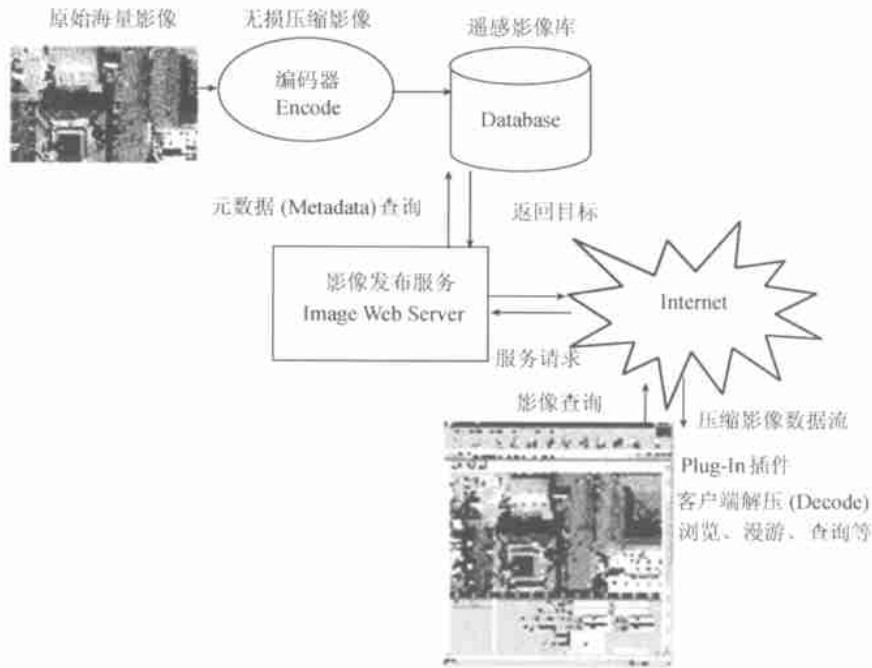 原始海量影像
无损压缩影像
遥感影像库
编码器
Encode
Database
元数据 (Metadata) 查询
返回目标
影像发布服务
Image Web Server
Internet
服务请求
影像查询
压缩影像数据流
Plug-In 插件
客户端解压 (Decode)
浏览、漫游、查询等